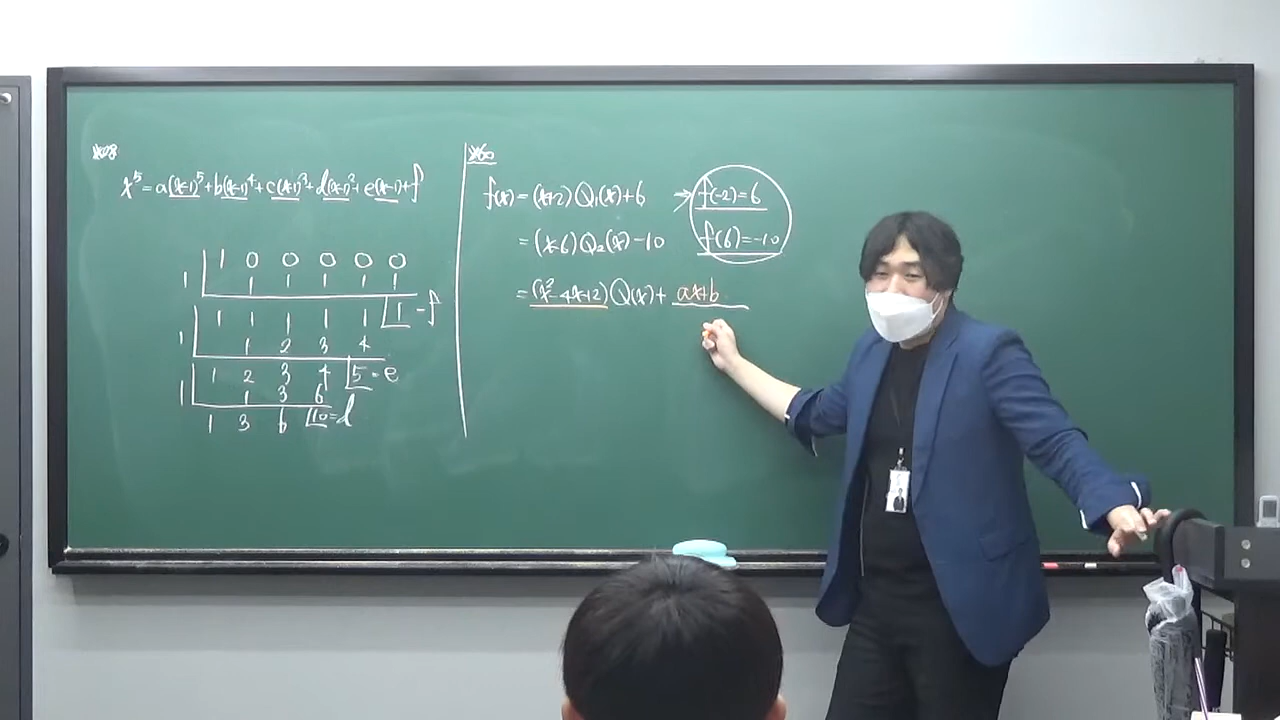 x⁵ = a(x-1)⁵+b(x-1)⁴+c(x-1)³+d(x-1)²+e(x-1)+f
1 0 0 0 0 0
1 1 1 1 1 1
1 1 1 1 1 1 - f
1 1 2 3 4
1 2 3 4 5 = e
1 1 3 6
1 3 6 10 = d
f(x) = (x+2)Q₁(x)+6 → f(-2)=6
= (x-6)Q₂(x)-10 f(6)=-10
= (x²-4x+2)Q(x)+ ax+b